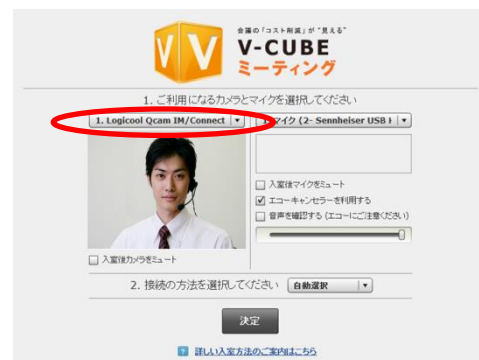 会議の「コスト削減」が“見える”
V-CUBE
ミーティング
1. ご利用になるカメラとマイクを選択してください
1. Logicool Qcam IM/Connect
マイク (2- Sennheiser USB H
入室後マイクをミュート
エコーキャンセラーを利用する
音声を確認する (エコーにご注意ください)
入室後カメラをミュート
2. 接続の方法を選択してください 自動選択
決定
? 詳しい入室方法のご案内はこちら